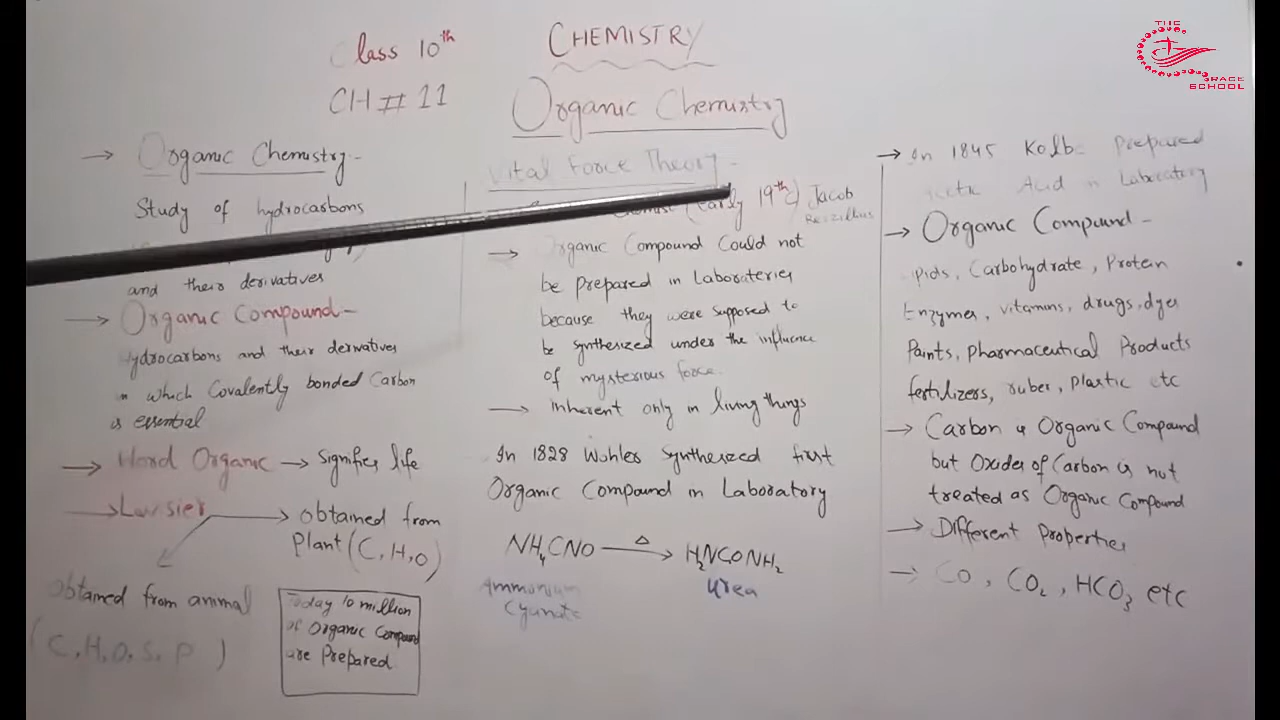 Class 10th
CHEMISTRY
CH # 11
Organic Chemistry
THE
GRACE
SCHOOL
→ Organic Chemistry-
Study of hydrocarbons
and their derivatives
→ Organic Compound-
Hydrocarbons and their derivatives
in which Covalently bonded Carbon
is essential
→ Word Organic → Signifies life
→ → obtained from
Plant (C,H,O)
obtained from animal
(C,H,O,S,P)
Today 10 million
of Organic Compound
are Prepared
Vital Force Theory-
(early 19th c) Jacob
→ Organic Compound Could not
be prepared in Laborateries
because they were supposed to
be synthesized under the influence
of mysterious force.
→ inherent only in living things
In 1828 Wohler Synthesized first
Organic Compound in Laboratory
NH4CNO △→ H2NCONH2
Ammonium
Cyanate
Urea
→ In 1845 Kolb Prepared
Acetic Acid in Laboratory
→ Organic Compound-
Carbohydrate, Protein
Enzymes, vitamins, drugs, dyes
Paints, Pharmaceutical Products
fertilizers, ruber, Plastic etc
→ Carbon is Organic Compound
but Oxides of Carbon is not
treated as Organic Compound
→ Different Properties
→ CO, CO2, HCO3 etc